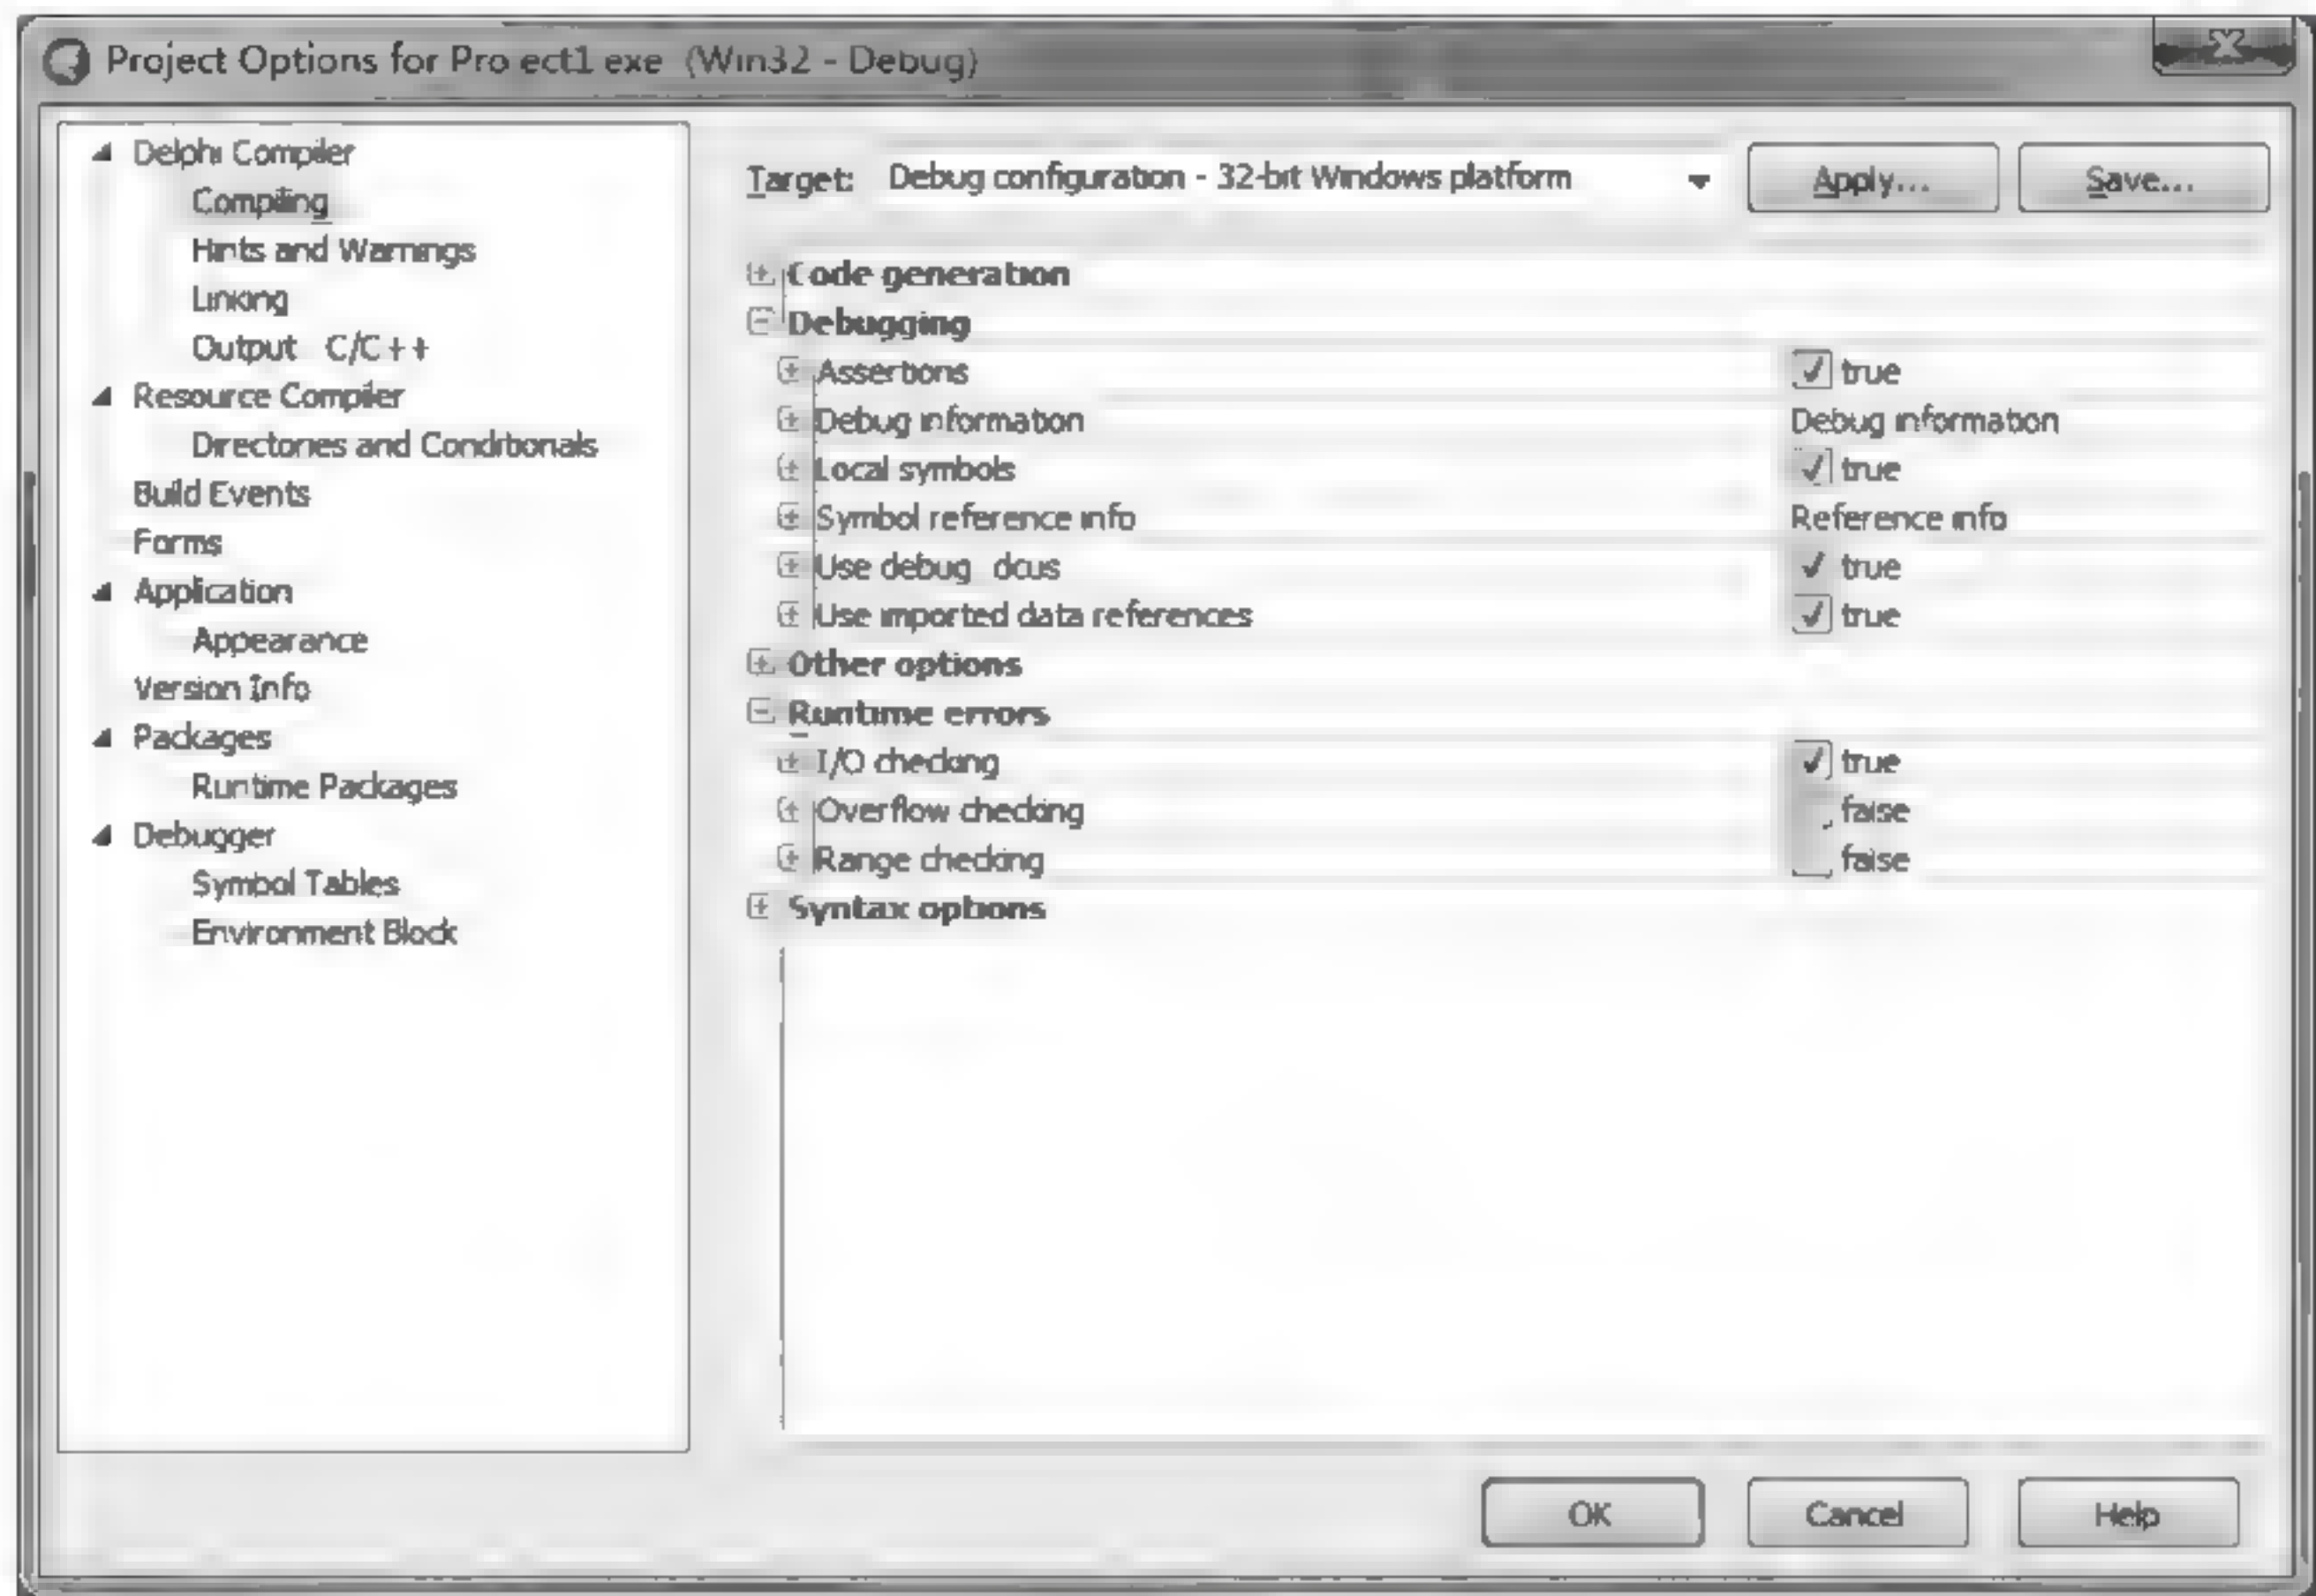 Project Options for Pro ect1 exe (Win32 - Debug)
Delphi Compiler
Compiling
Hints and Warnings
Linking
Output C/C++
Resource Compiler
Directories and Conditionals
Build Events
Forms
Application
Appearance
Version Info
Packages
Runtime Packages
Debugger
Symbol Tables
Environment Block
Target: Debug configuration - 32-bit Windows platform
Apply...
Save...
Code generation
Debugging
Assertions true
Debug information Debug information
Local symbols true
Symbol reference info Reference info
Use debug dcus true
Use imported data references true
Other options
Runtime errors
I/O checking true
Overflow checking false
Range checking false
Syntax options
OK
Cancel
Help